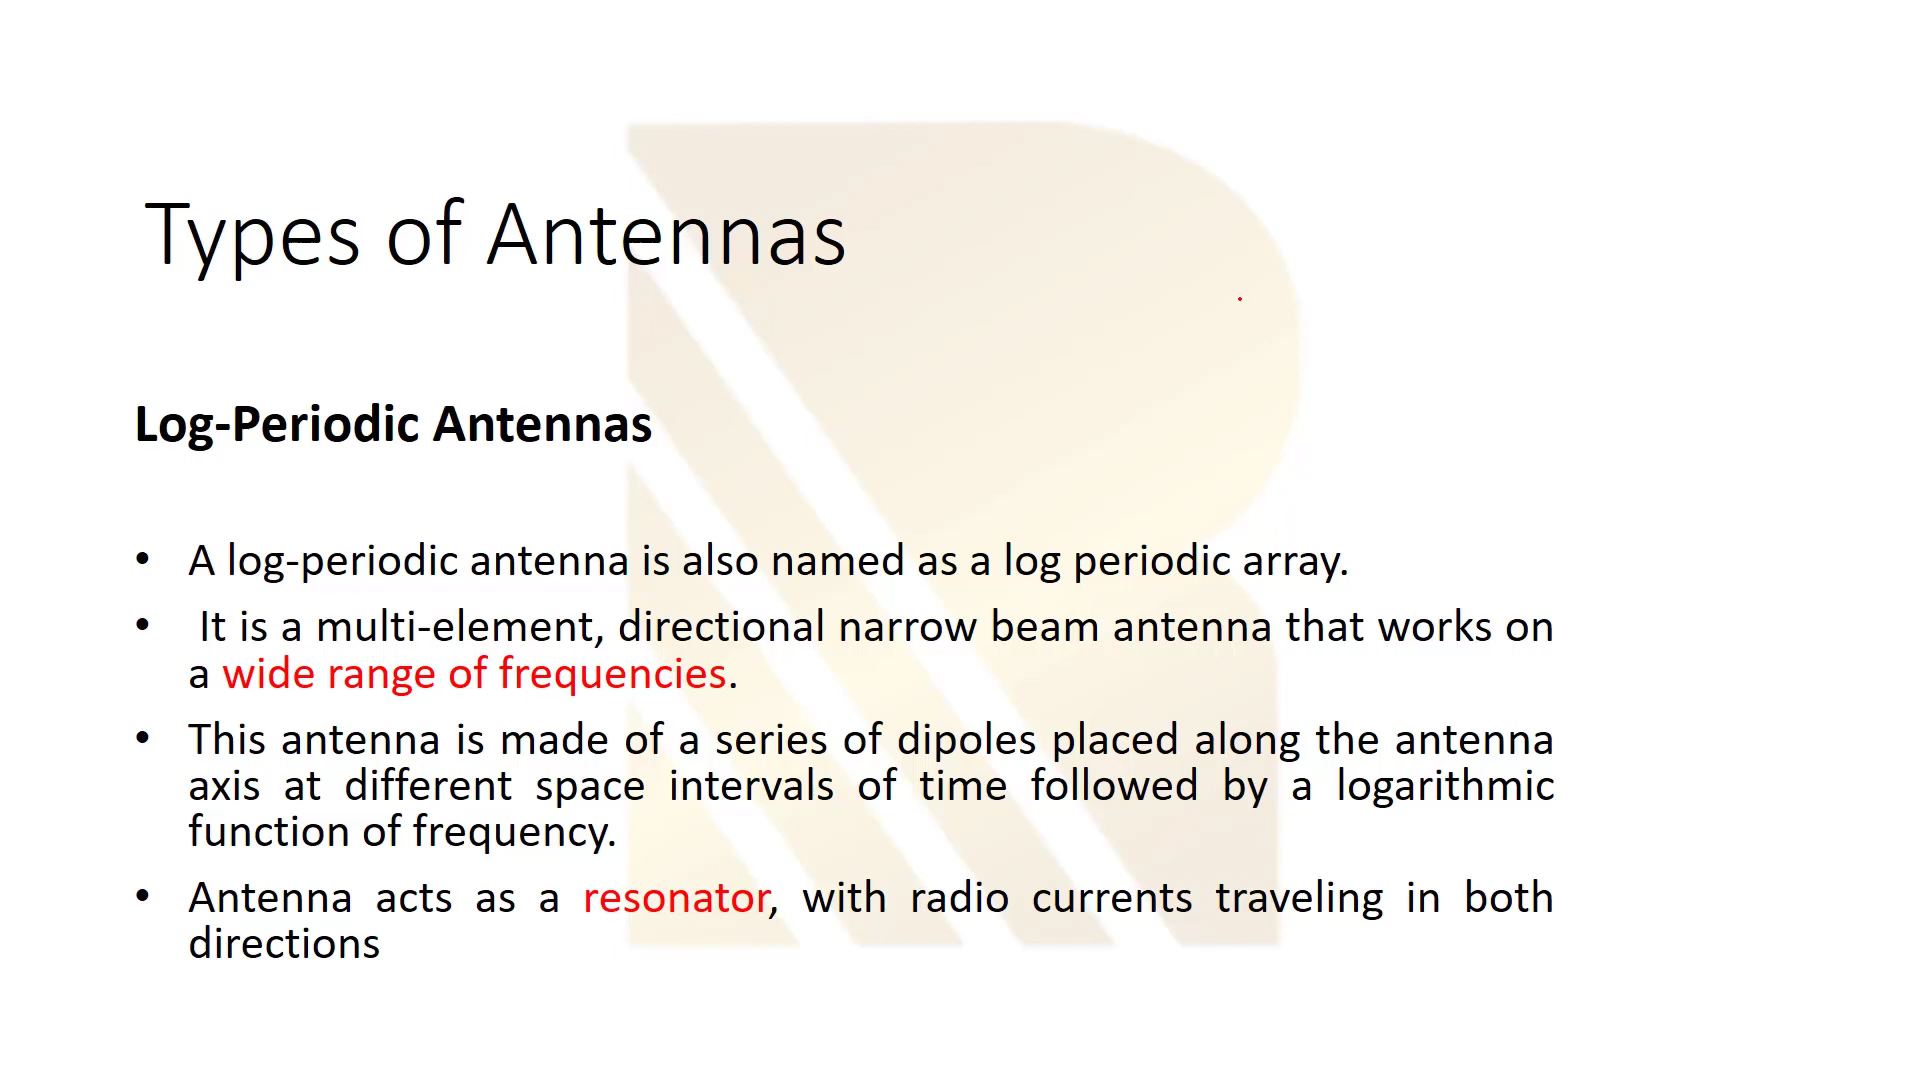 Types of Antennas
Log-Periodic Antennas
• A log-periodic antenna is also named as a log periodic array.
• It is a multi-element, directional narrow beam antenna that works on
a wide range of frequencies.
• This antenna is made of a series of dipoles placed along the antenna
axis at different space intervals of time followed by a logarithmic
function of frequency.
• Antenna acts as a resonator, with radio currents traveling in both
directions